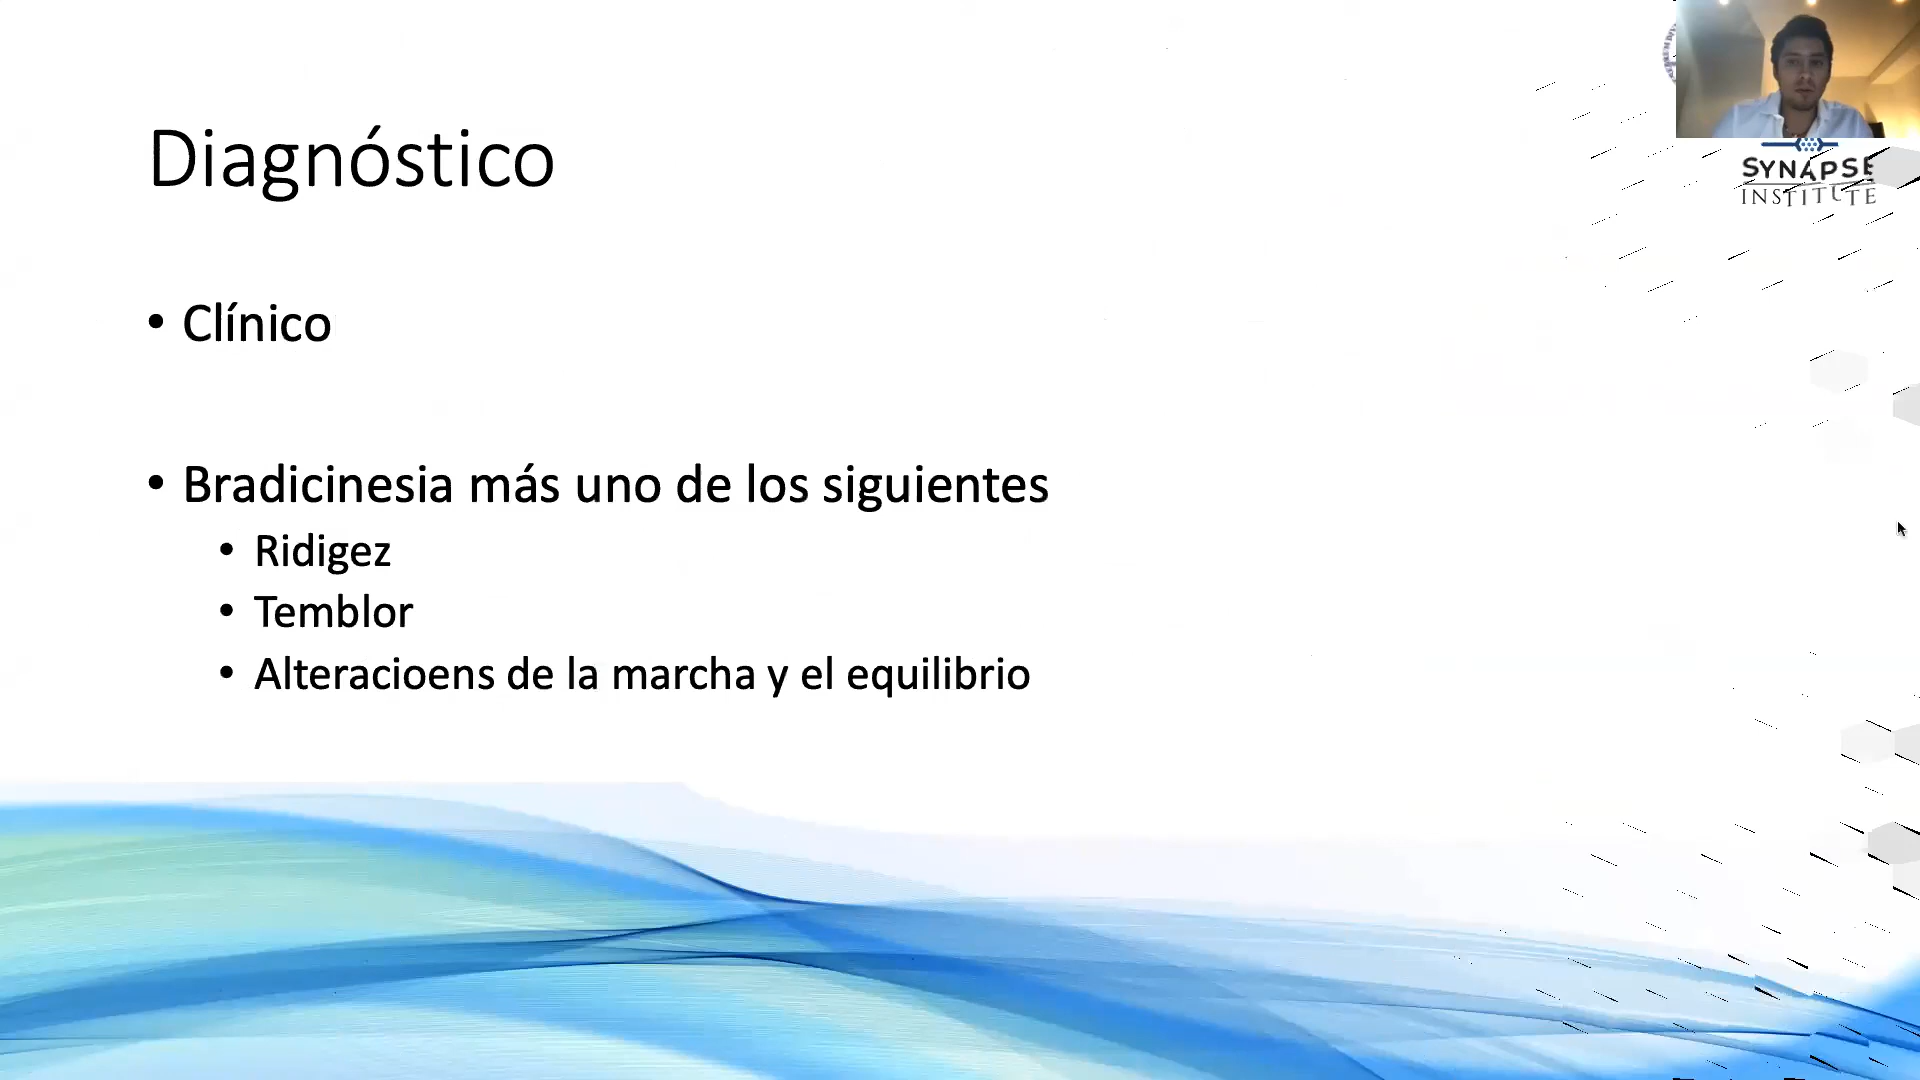 Diagnóstico
SYNAPSE
INSTITUTE
• Clínico
• Bradicinesia más uno de los siguientes
• Ridigez
• Temblor
• Alteracioens de la marcha y el equilibrio